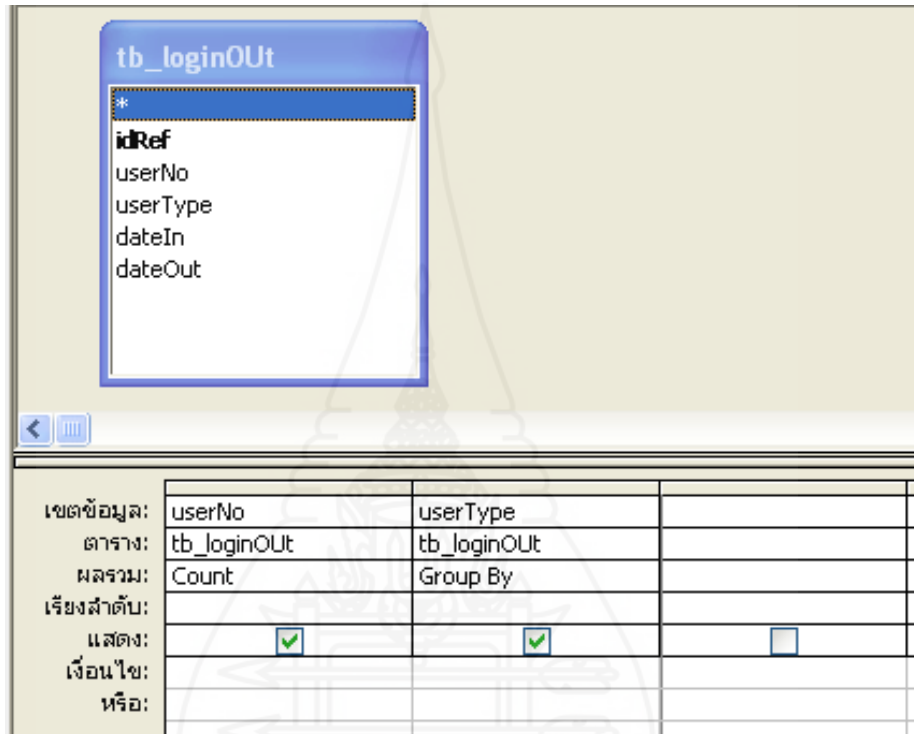 tb_loginOUt
*
idRef
userNo
userType
dateIn
dateOut
เขตข้อมูล: userNo userType
ตาราง: tb_loginOUt tb_loginOUt
ผลรวม: Count Group By
เรียงลำดับ:
แสดง:
เงื่อนไข:
หรือ: